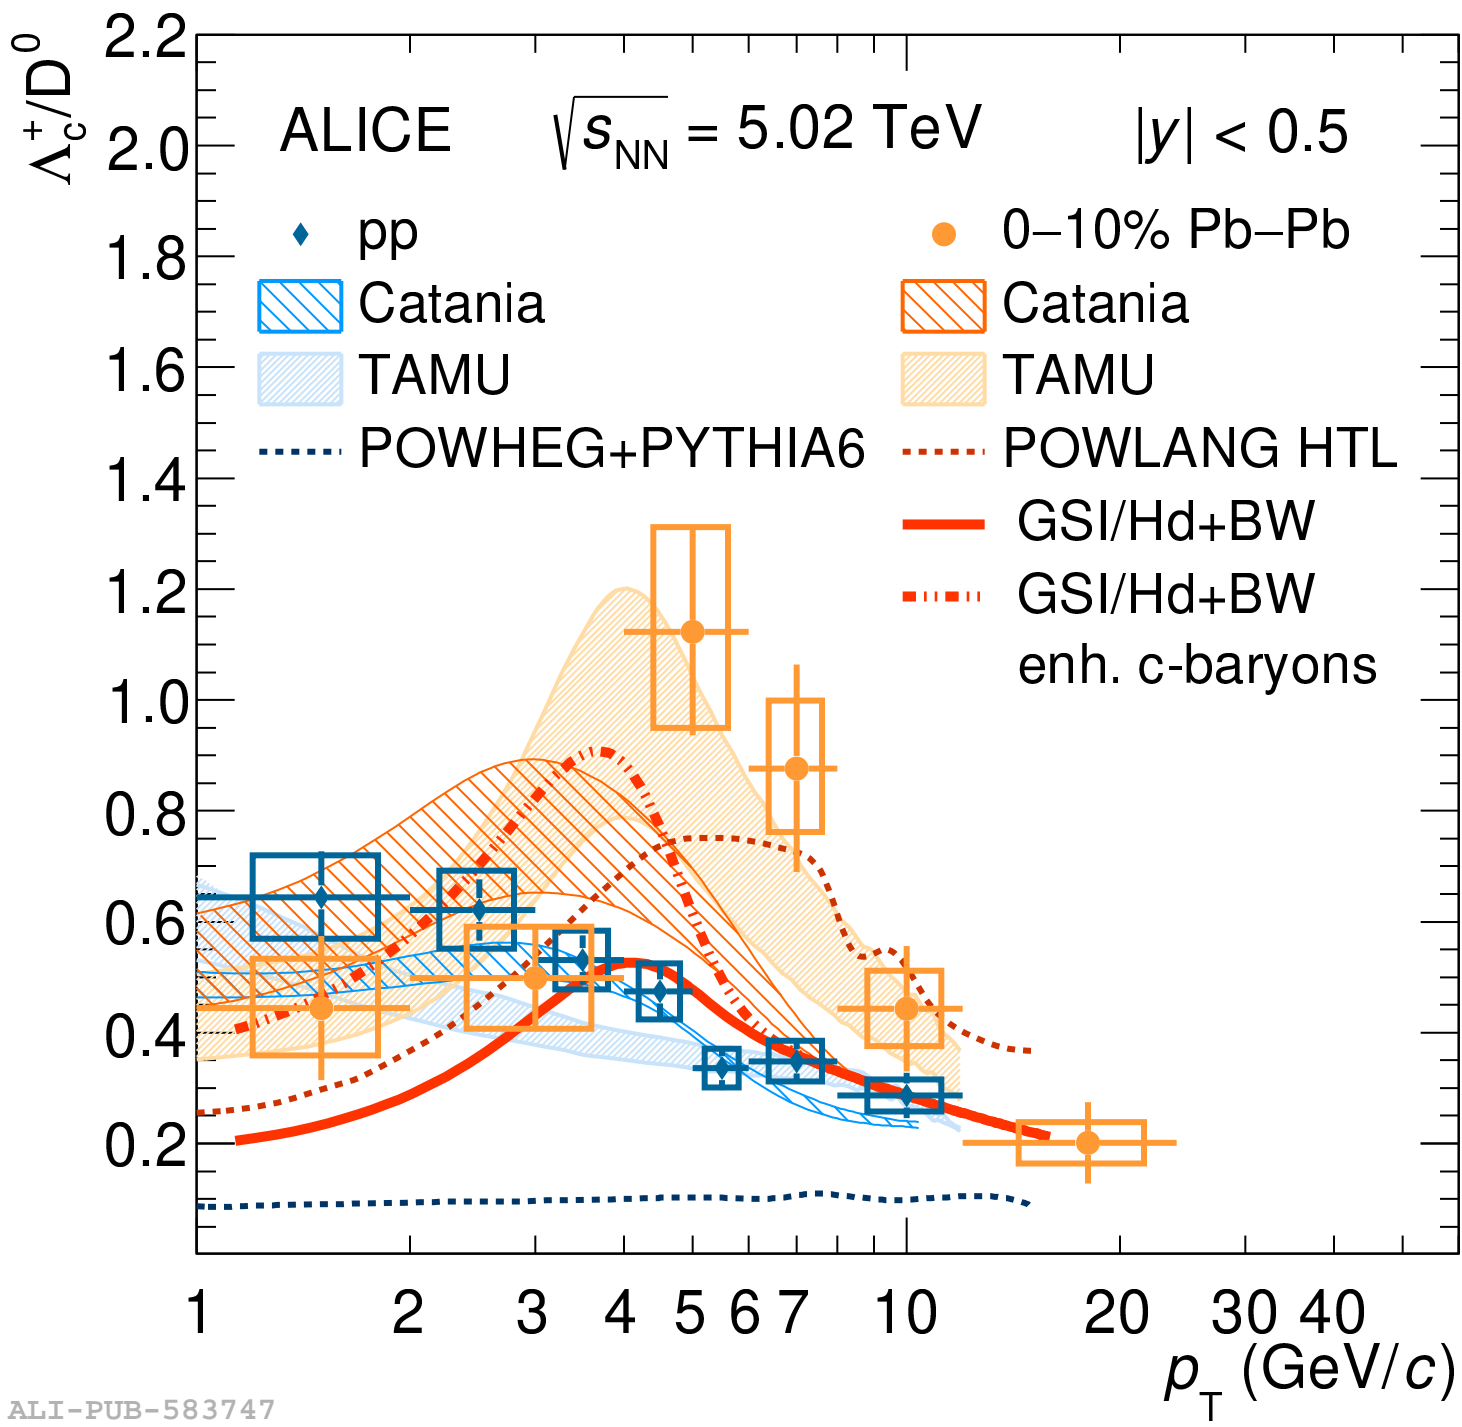 Λc+/D0
2.2
2.0
1.8
1.6
1.4
1.2
1.0
0.8
0.6
0.4
0.2
ALICE √sNN = 5.02 TeV |y| < 0.5
pp
Catania
TAMU
POWHEG+PYTHIA6
0–10% Pb–Pb
Catania
TAMU
POWLANG HTL
GSI/Hd+BW
GSI/Hd+BW
enh. c-baryons
1 2 3 4 5 6 7 10 20 30 40
pT (GeV/c)
ALI-PUB-583747